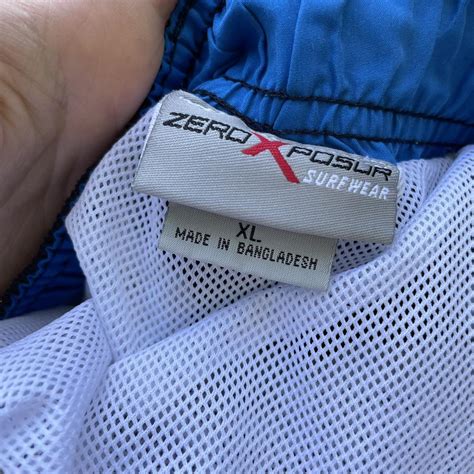 ZEROXPOSUR
SURFWEAR
XL
MADE IN BANGLADESH